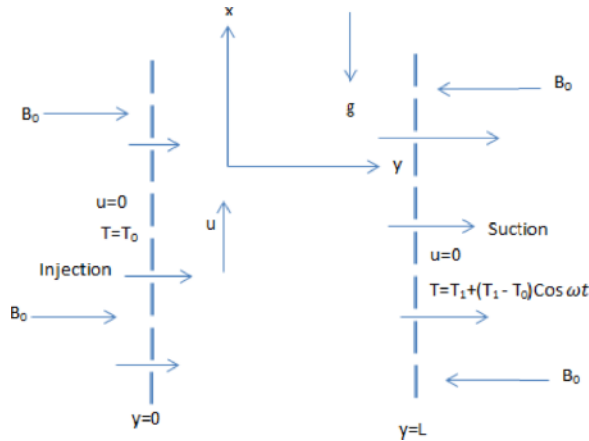 x
g
B₀
B₀
y
u=0
T=T₀
u
Suction
u=0
Injection
T=T₁+(T₁ - T₀)Cos ωt
B₀
B₀
y=0
y=L